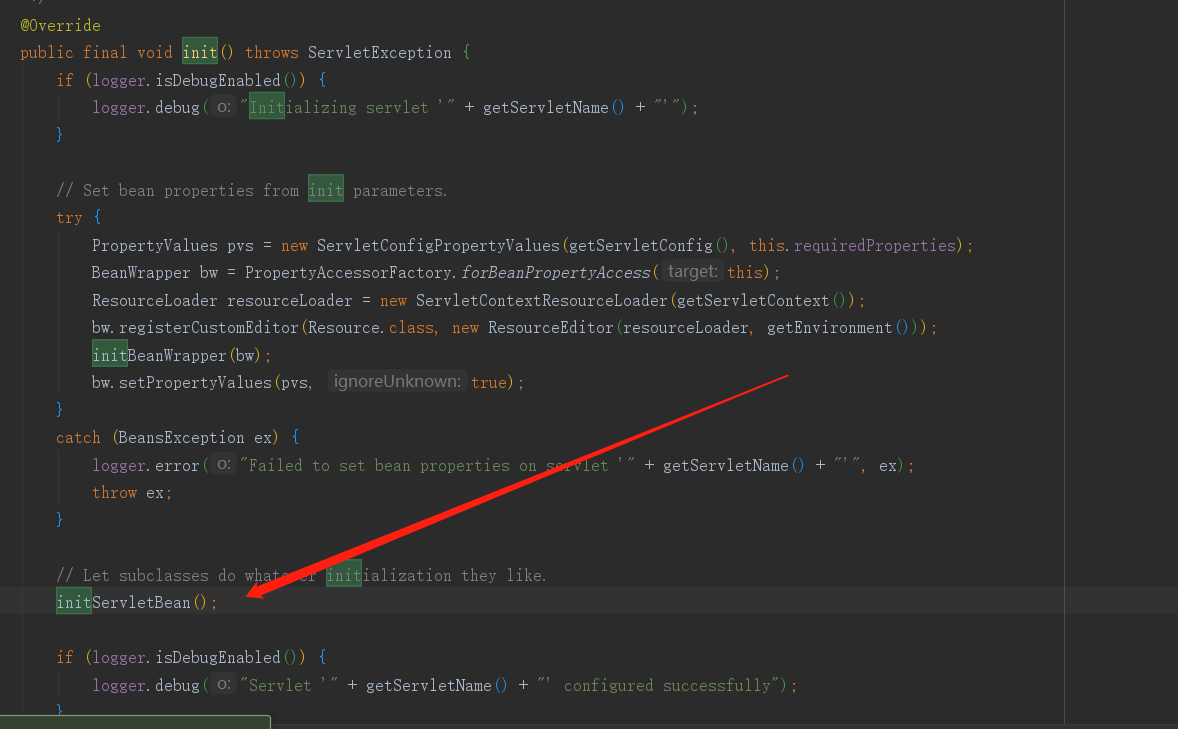 @Override
public final void init() throws ServletException {
if (logger.isDebugEnabled()) {
logger.debug( o: "Initializing servlet '" + getServletName() + "'");
}
// Set bean properties from init parameters.
try {
PropertyValues pvs = new ServletConfigPropertyValues(getServletConfig(), this.requiredProperties);
BeanWrapper bw = PropertyAccessorFactory.forBeanPropertyAccess( target: this);
ResourceLoader resourceLoader = new ServletContextResourceLoader(getServletContext());
bw.registerCustomEditor(Resource.class, new ResourceEditor(resourceLoader, getEnvironment()));
initBeanWrapper(bw);
bw.setPropertyValues(pvs, ignoreUnknown: true);
}
catch (BeansException ex) {
logger.error( o: "Failed to set bean properties on servlet '" + getServletName() + "'", ex);
throw ex;
}
// Let subclasses do whatever initialization they like.
initServletBean();
if (logger.isDebugEnabled()) {
logger.debug( o: "Servlet '" + getServletName() + "' configured successfully");
}